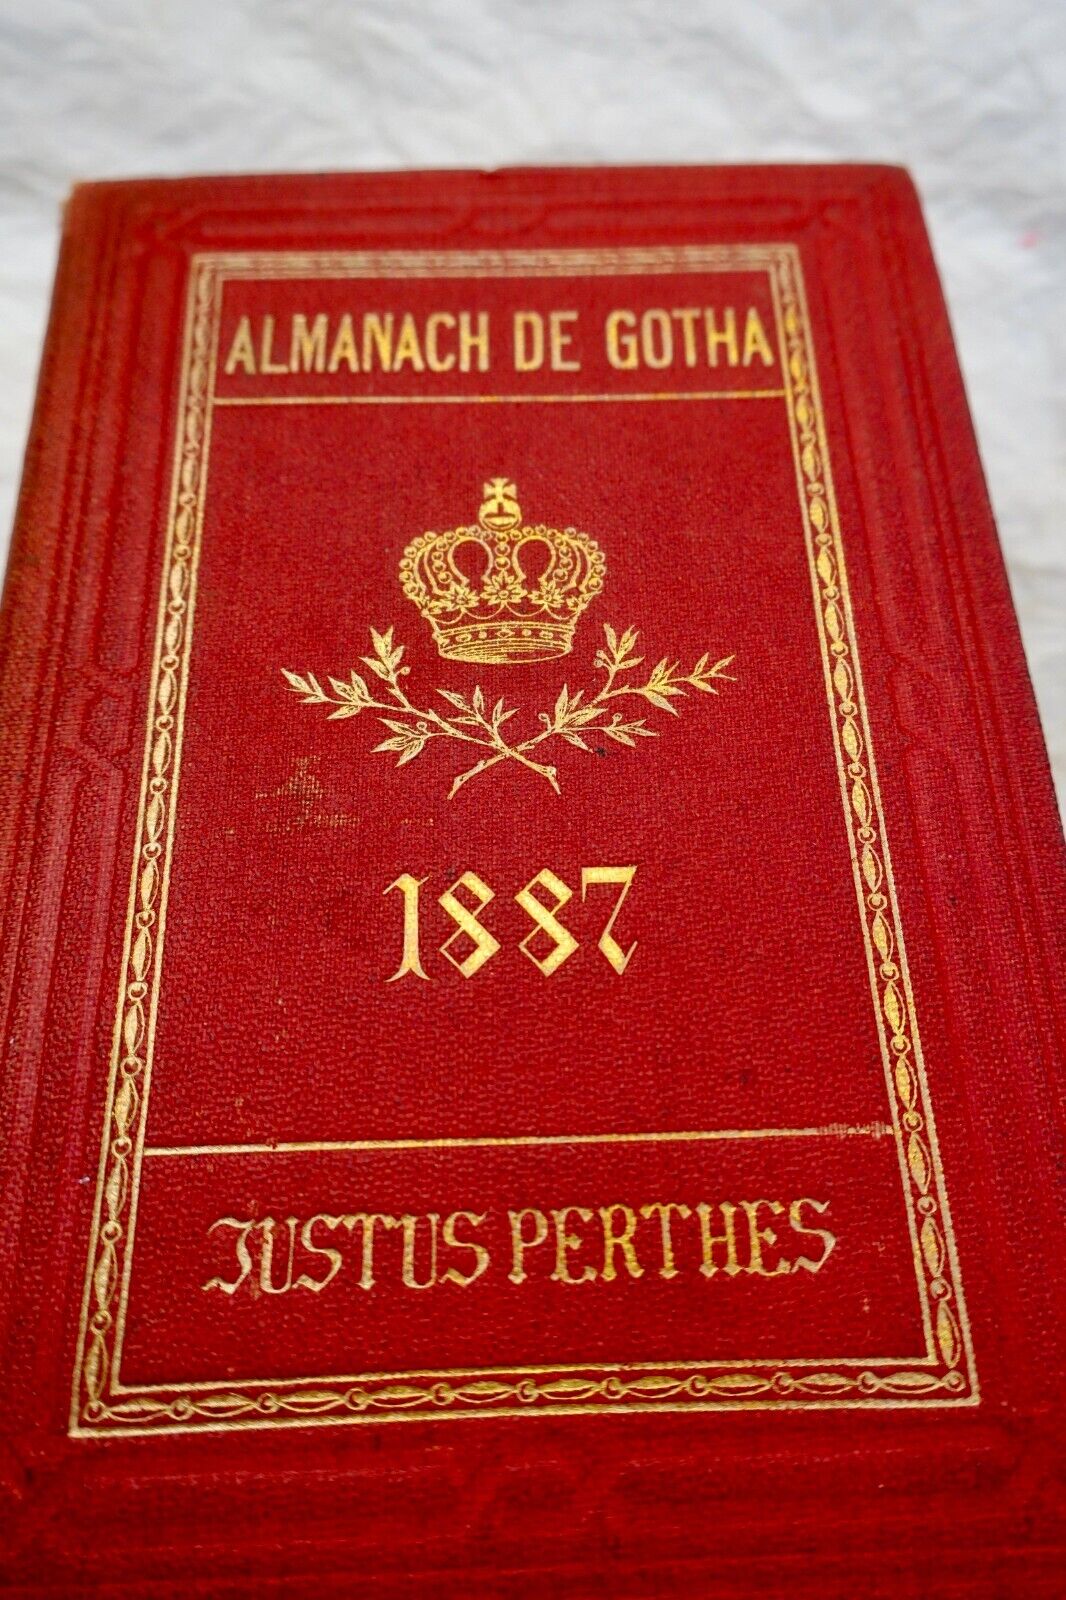 ALMANACH DE GOTHA
1887
JUSTUS PERTHES